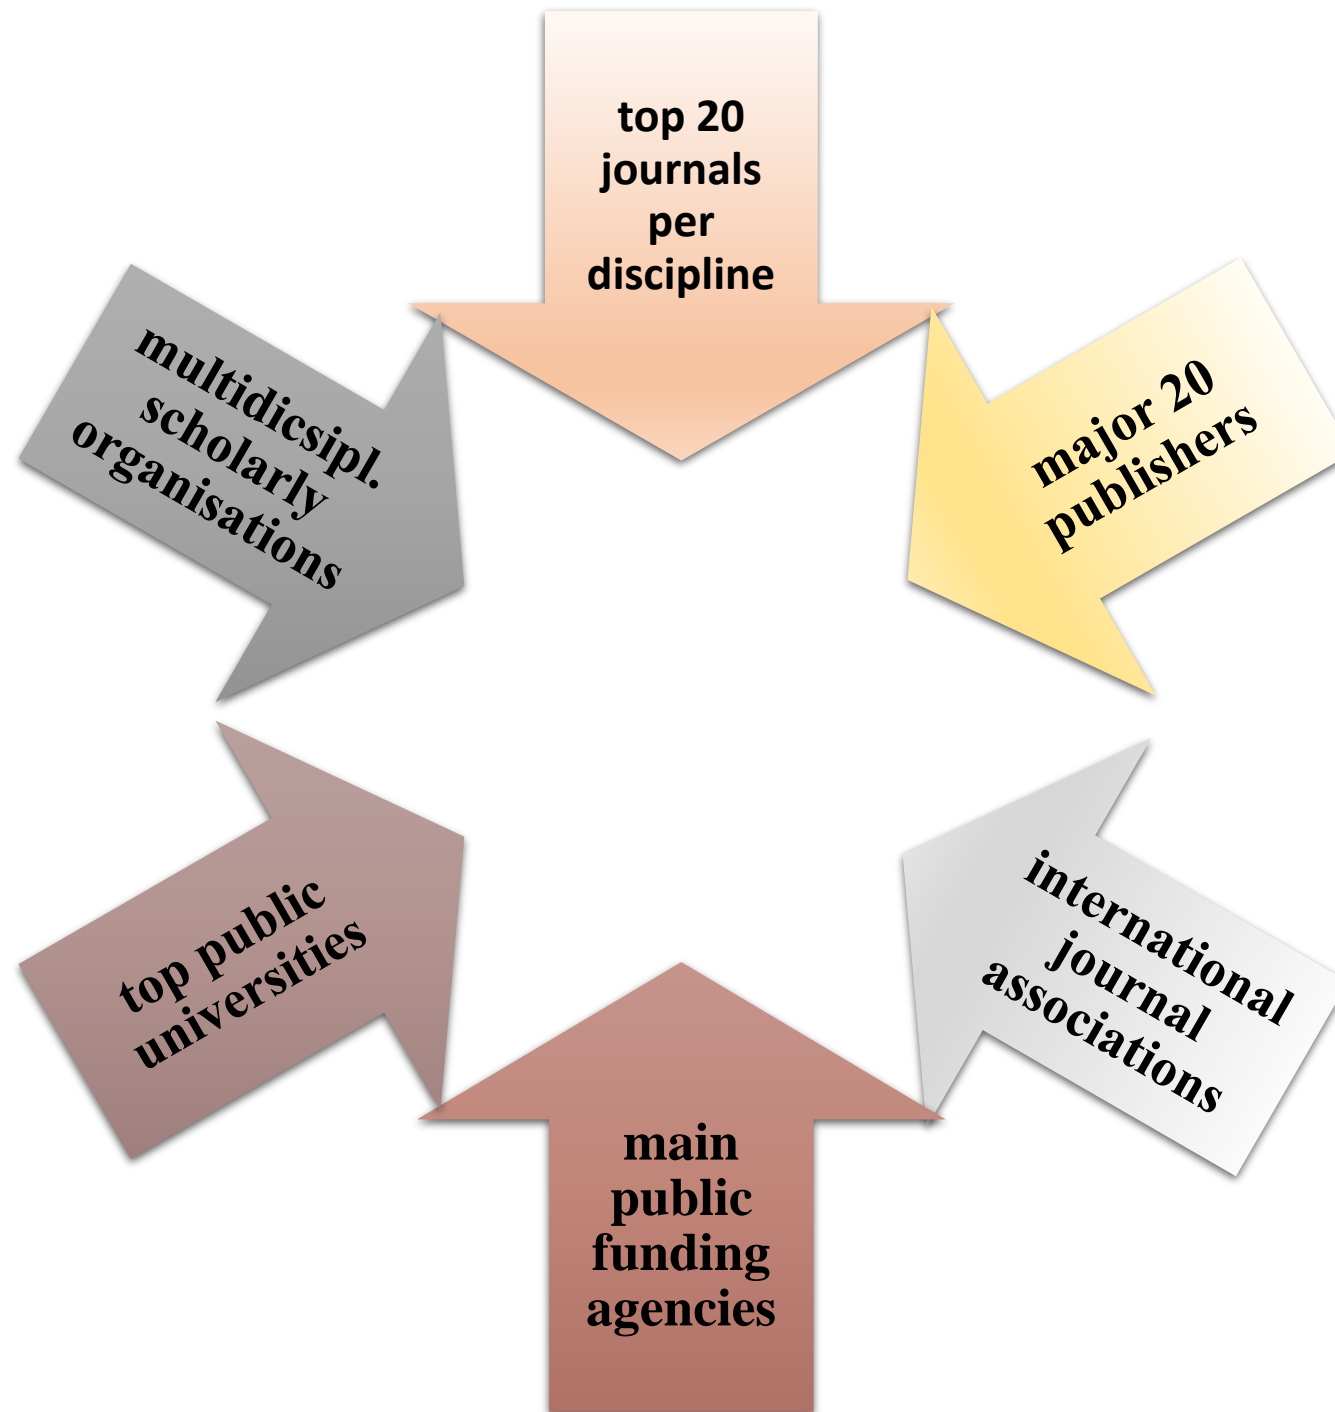 top 20
journals
per
discipline
major 20
publishers
international
journal
associations
main
public
funding
agencies
top public
universities
multidicsipl.
scholarly
organisations